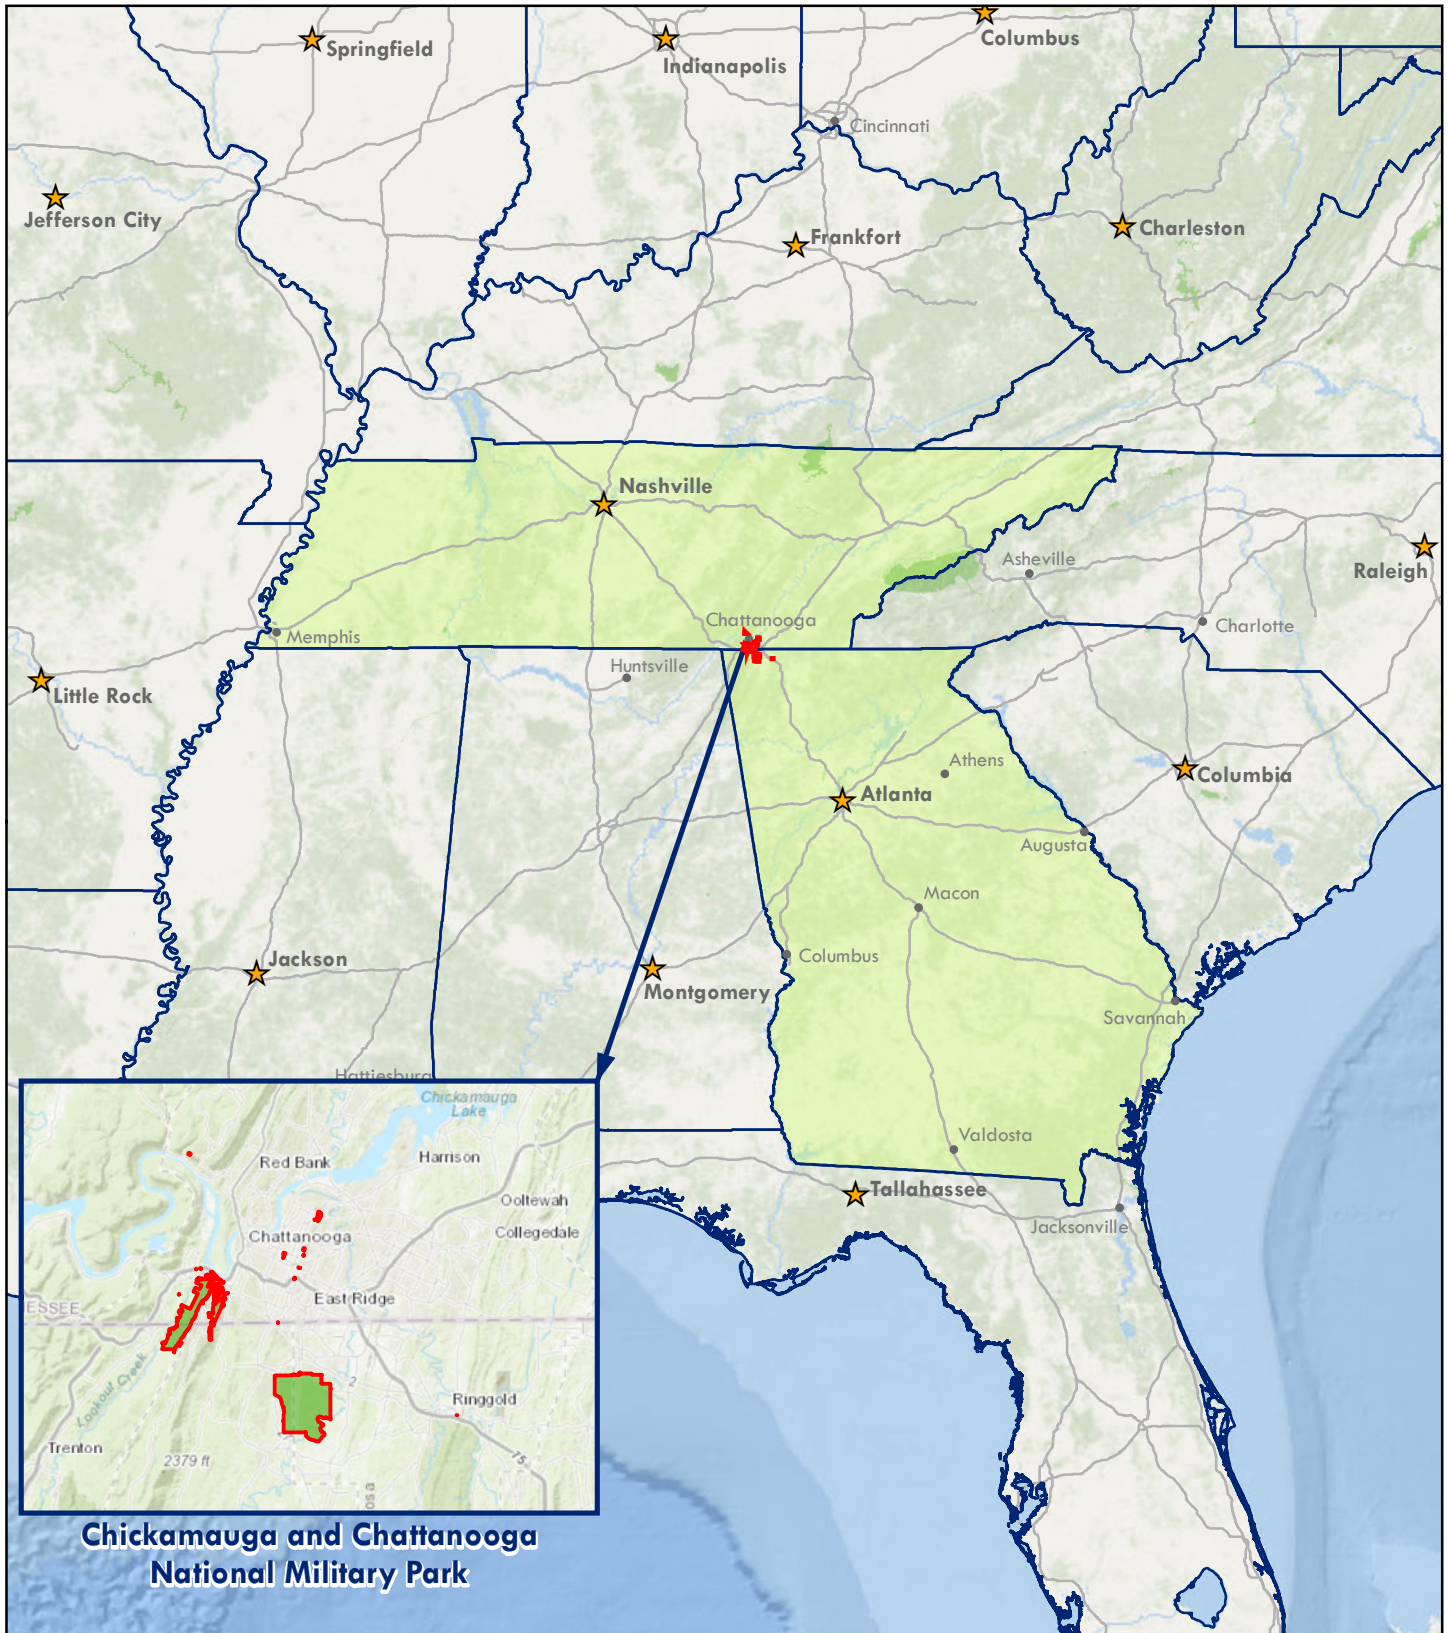 Springfield
Columbus
Indianapolis
Cincinnati
Jefferson City
Frankfort
Charleston
Nashville
Asheville
Raleigh
Chattanooga
Memphis
Charlotte
Huntsville
Little Rock
Athens
Columbia
Atlanta
Augusta
Macon
Columbus
Jackson
Montgomery
Savannah
Hattiesburg
Valdosta
Tallahassee
Jacksonville
Chickamauga
Lake
Red Bank
Harrison
Ooltewah
Collegedale
Chattanooga
East Ridge
ESSEE
Lookout Creek
2
Ringgold
Trenton
2379 ft
75
osa
Chickamauga and Chattanooga
National Military Park